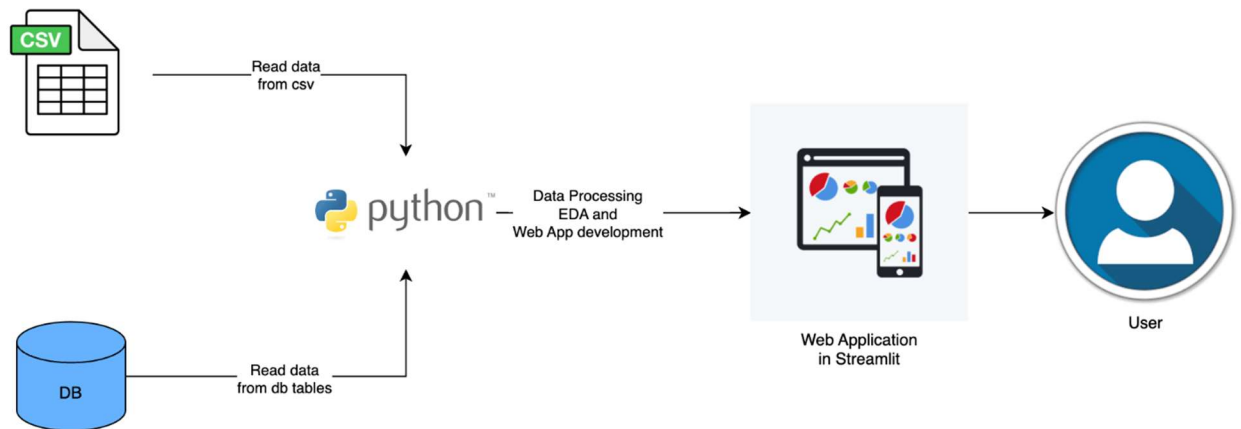 CSV
Read data
from csv
python™
Data Processing
EDA and
Web App development
Web Application
in Streamlit
User
DB
Read data
from db tables